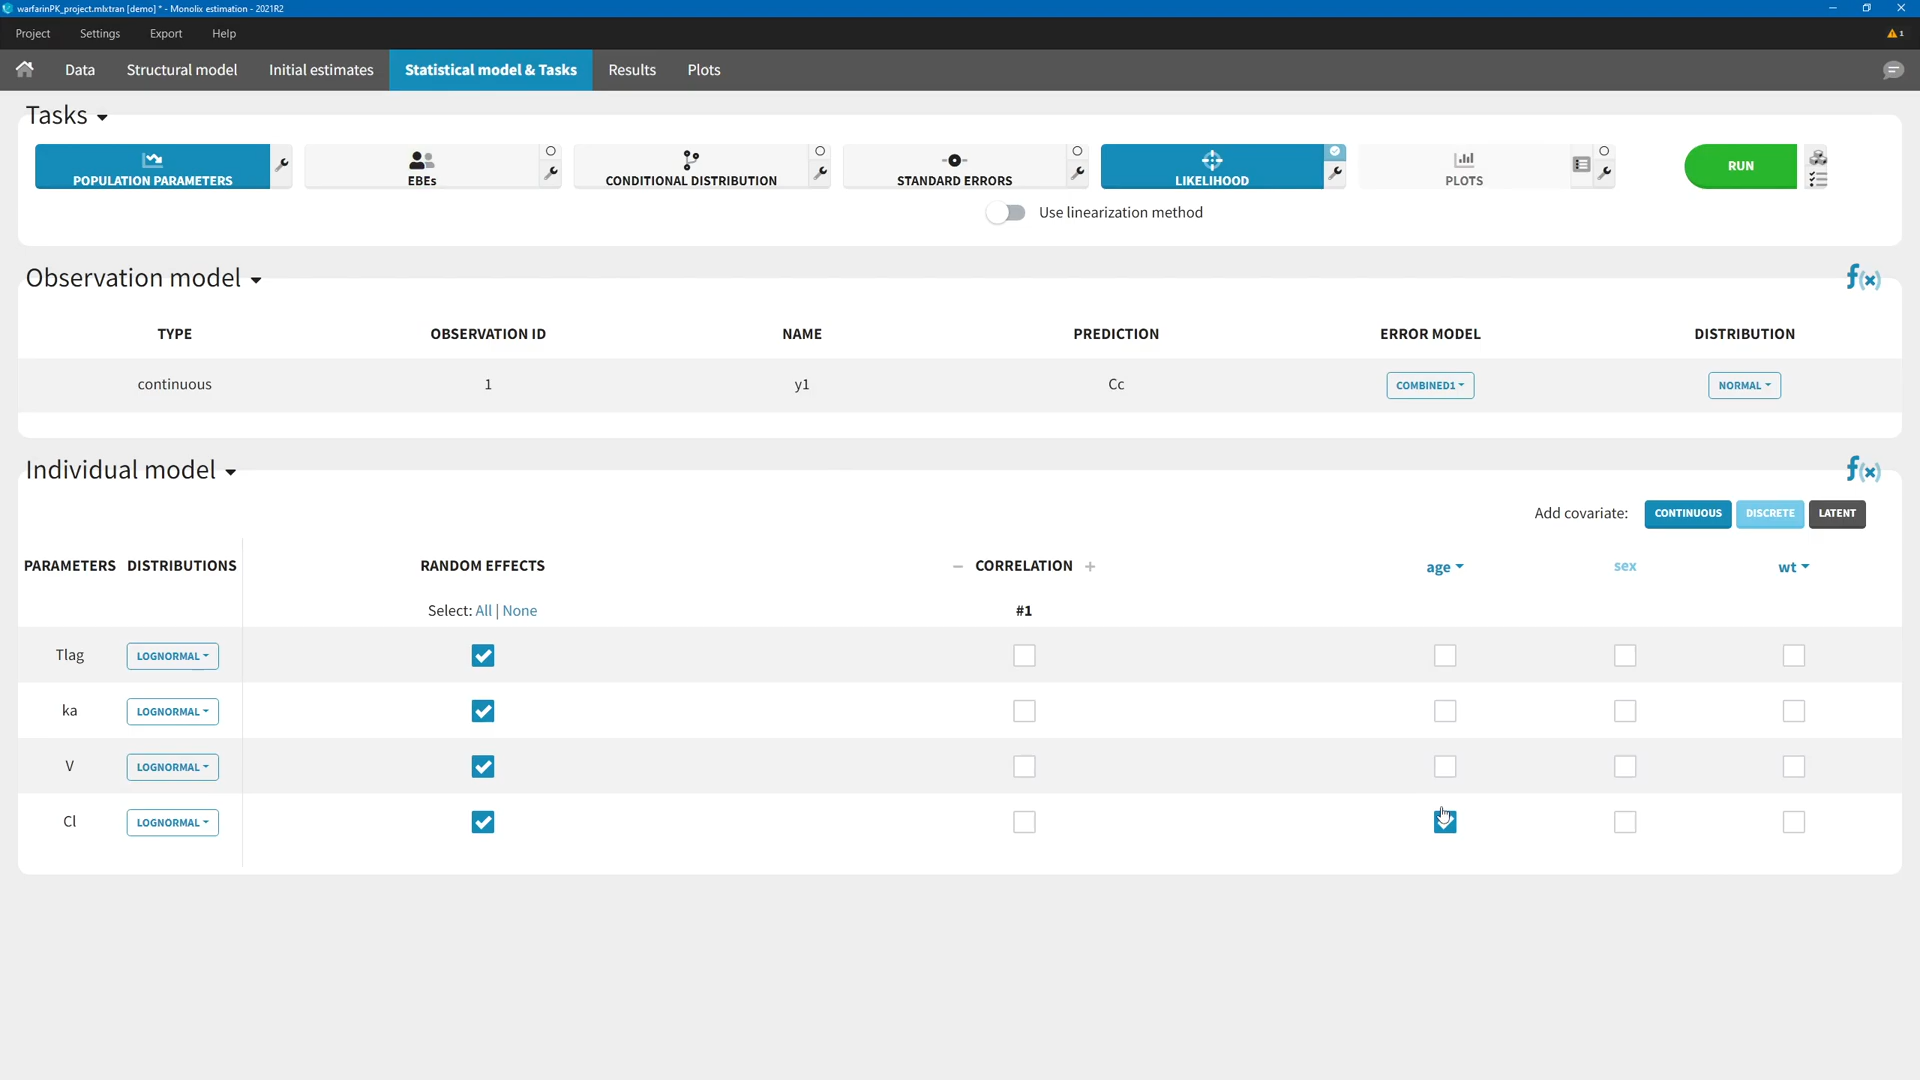 warfarinPK_project.mlxtran [demo] * - Monolix estimation - 2021R2
Project Settings Export Help
1
Data Structural model Initial estimates Statistical model & Tasks Results Plots
Tasks
POPULATION PARAMETERS EBEs CONDITIONAL DISTRIBUTION STANDARD ERRORS LIKELIHOOD PLOTS RUN
Use linearization method
Observation model
f(x)
TYPE OBSERVATION ID NAME PREDICTION ERROR MODEL DISTRIBUTION
continuous 1 y1 Cc COMBINED1 NORMAL
Individual model
f(x)
Add covariate: CONTINUOUS DISCRETE LATENT
PARAMETERS DISTRIBUTIONS RANDOM EFFECTS − CORRELATION + age sex wt
Select: All | None #1
Tlag LOGNORMAL
ka LOGNORMAL
V LOGNORMAL
Cl LOGNORMAL